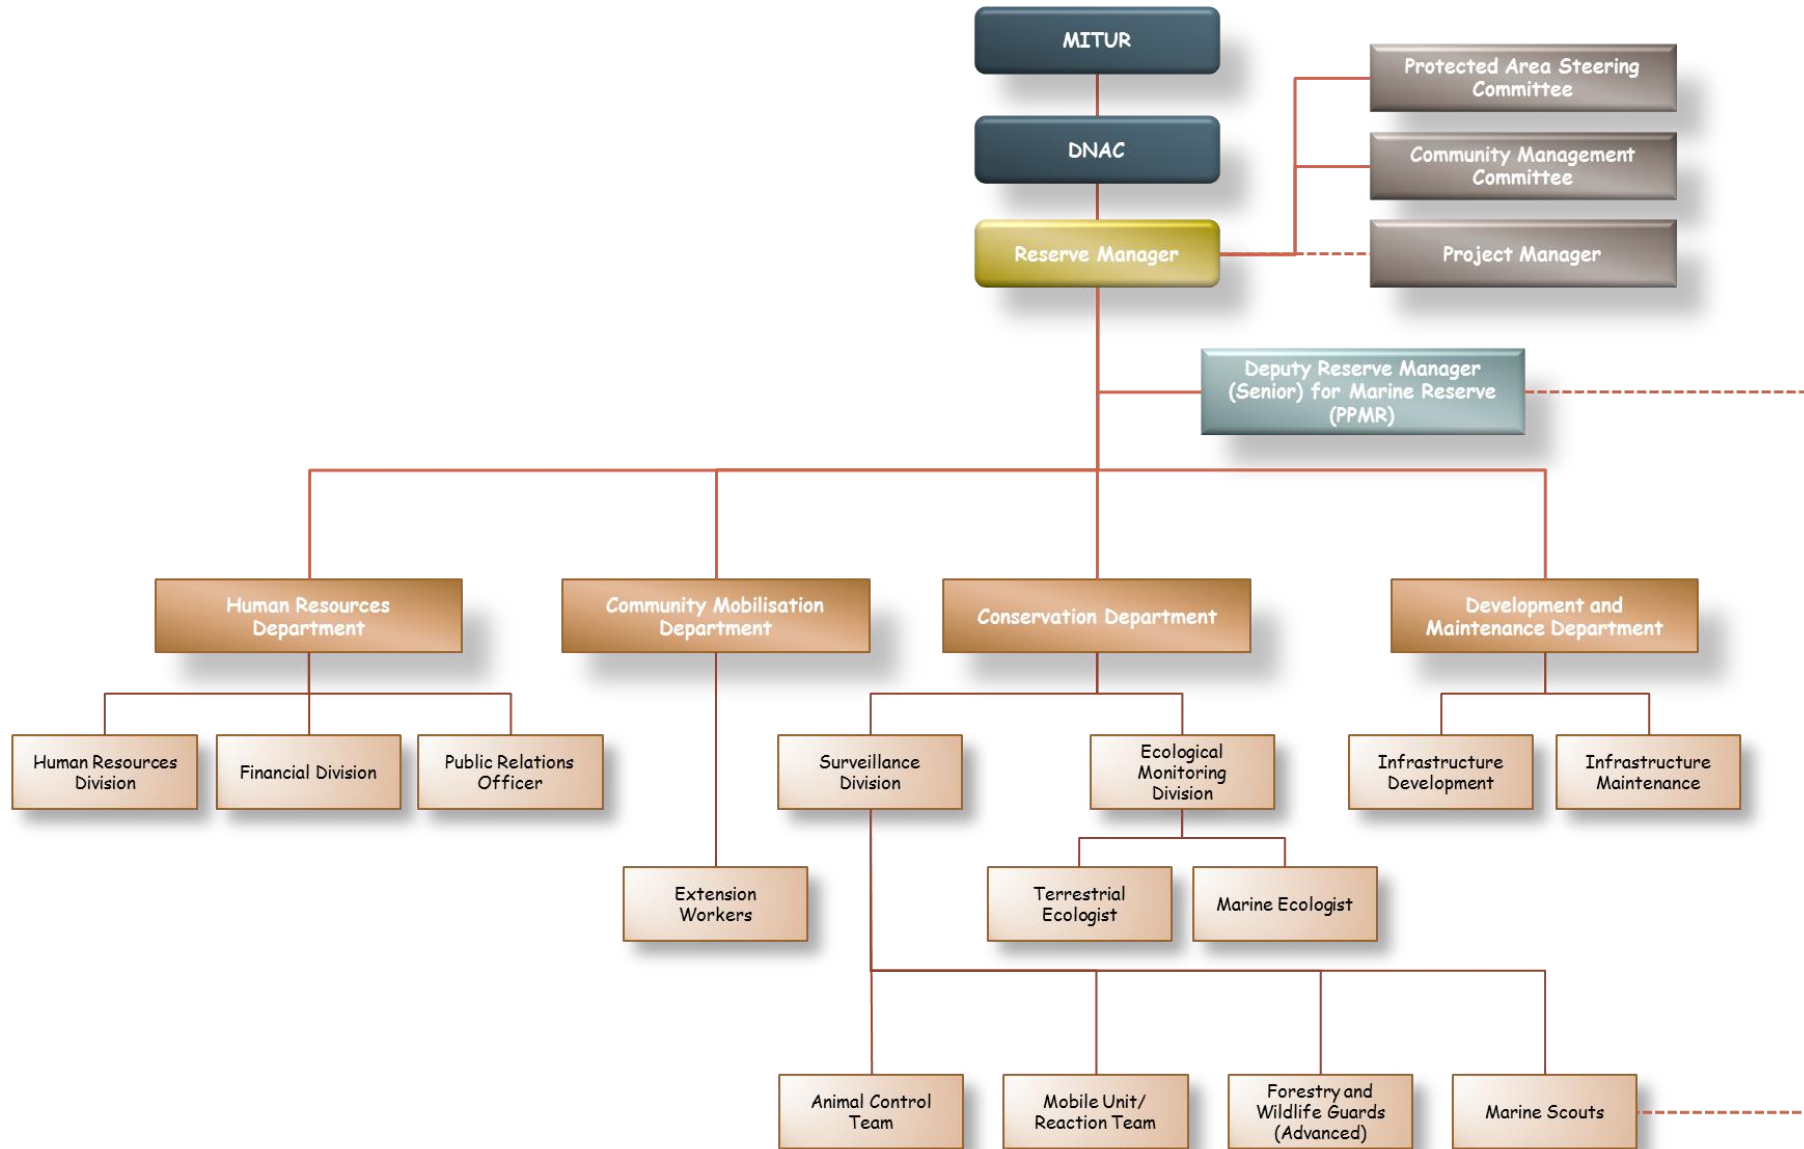 MITUR
Protected Area Steering
Committee
DNAC
Community Management
Committee
Reserve Manager
Project Manager
Deputy Reserve Manager
(Senior) for Marine Reserve
(PPMR)
Human Resources
Department
Community Mobilisation
Department
Conservation Department
Development and
Maintenance Department
Human Resources
Division
Financial Division
Public Relations
Officer
Surveillance
Division
Ecological
Monitoring
Division
Infrastructure
Development
Infrastructure
Maintenance
Extension
Workers
Terrestrial
Ecologist
Marine Ecologist
Animal Control
Team
Mobile Unit/
Reaction Team
Forestry and
Wildlife Guards
(Advanced)
Marine Scouts